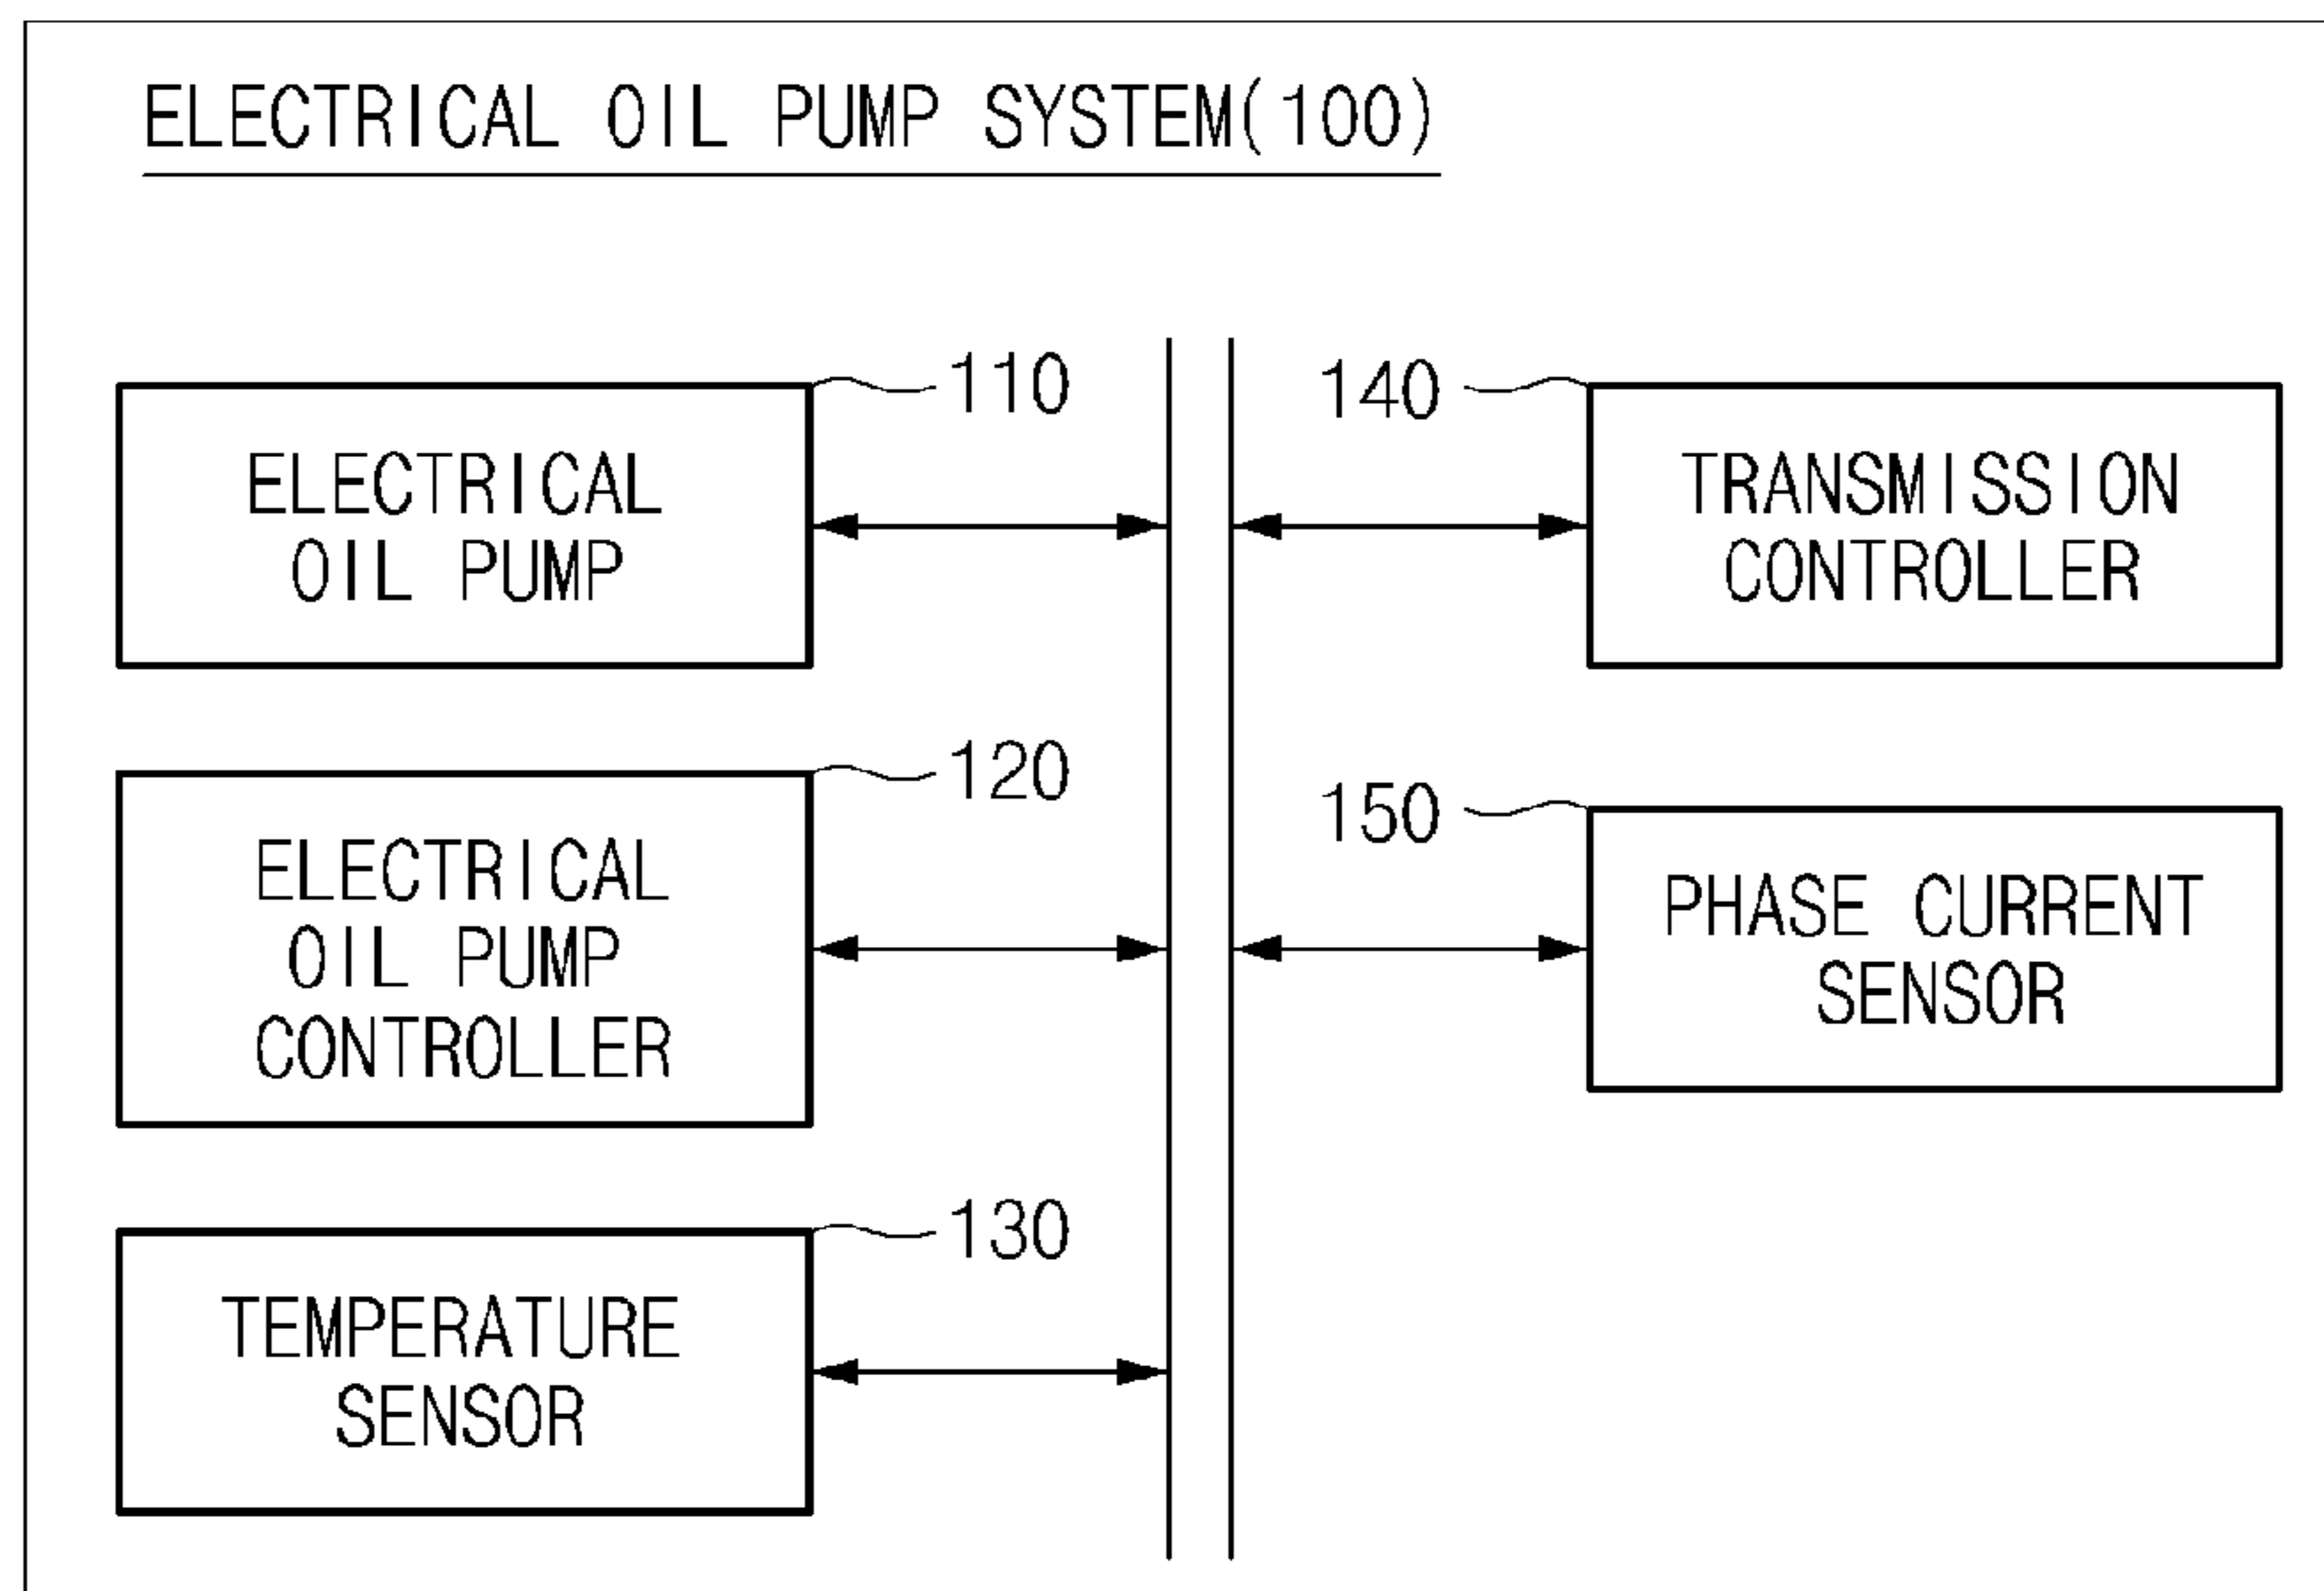 ELECTRICAL OIL PUMP SYSTEM(100)
110
ELECTRICAL
OIL PUMP
120
ELECTRICAL
OIL PUMP
CONTROLLER
130
TEMPERATURE
SENSOR
140
TRANSMISSION
CONTROLLER
150
PHASE CURRENT
SENSOR